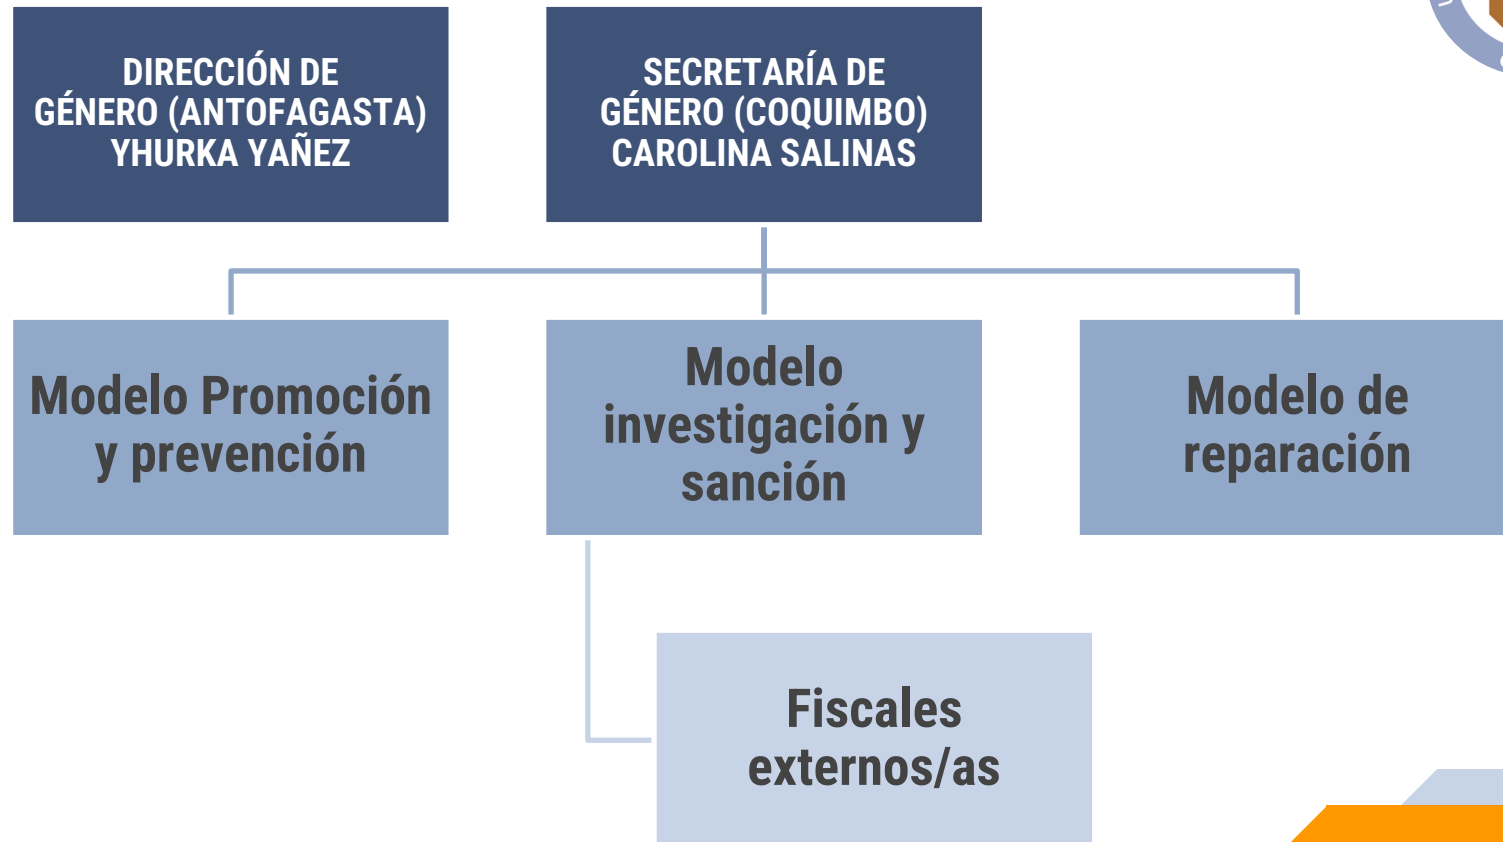 DIRECCIÓN DE
GÉNERO (ANTOFAGASTA)
YHURKA YAÑEZ
SECRETARÍA DE
GÉNERO (COQUIMBO)
CAROLINA SALINAS
Modelo Promoción
y prevención
Modelo
investigación y
sanción
Modelo de
reparación
Fiscales
externos/as